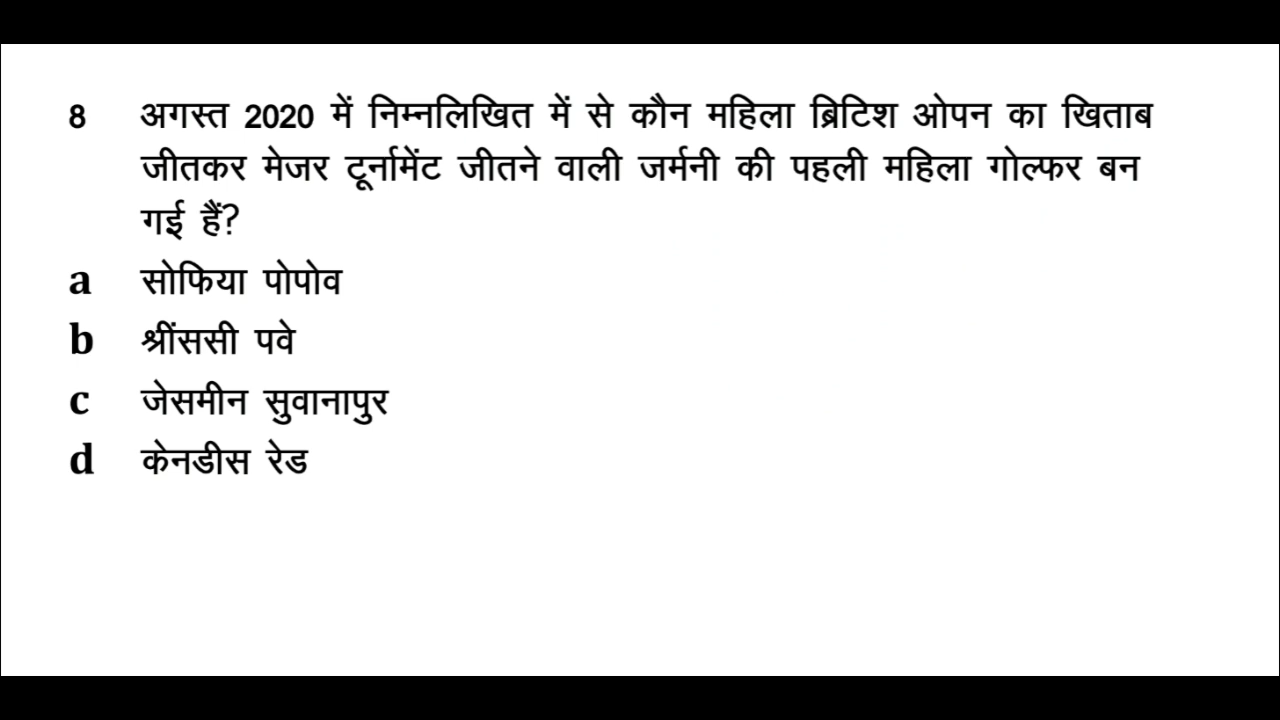 8 अगस्त 2020 में निम्नलिखित में से कौन महिला ब्रिटिश ओपन का खिताब
जीतकर मेजर टूर्नामेंट जीतने वाली जर्मनी की पहली महिला गोल्फर बन
गई हैं?
a सोफिया पोपोव
b श्रींससी पवे
c जेसमीन सुवानापुर
d केनडीस रेड